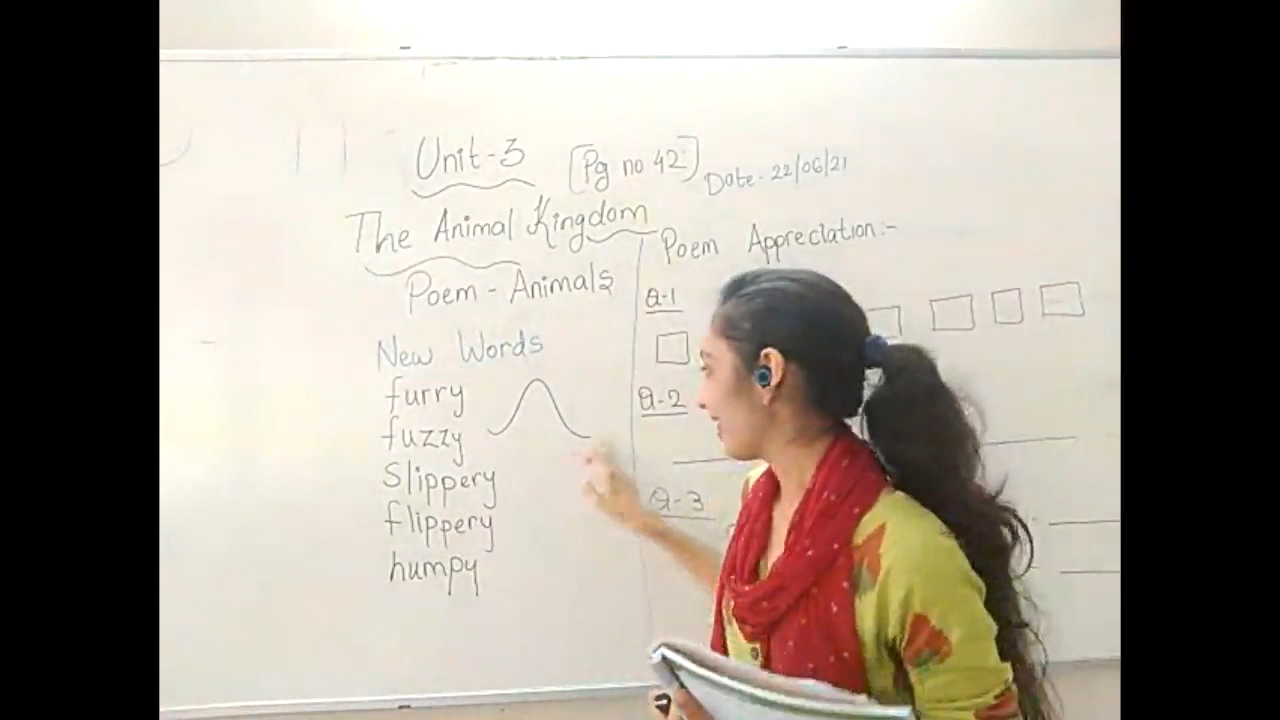 Unit-3 [Pg no 42] Date-22/06/21
The Animal Kingdom
Poem - Animals
New Words
furry
fuzzy
Slippery
flippery
humpy
Poem Appreciation:-
Q-1
Q-2
Q-3